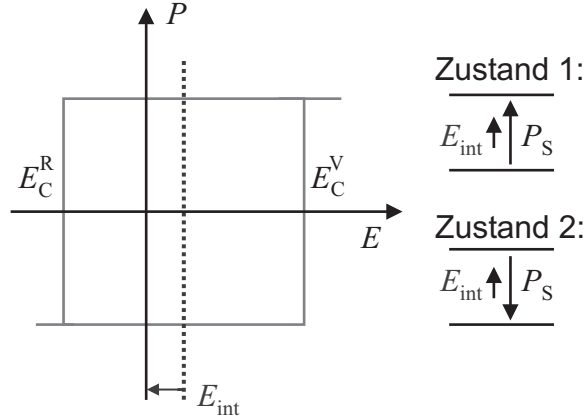 P
Zustand 1:
E_int P_S
E_C^R E_C^V
E
Zustand 2:
E_int P_S
E_int